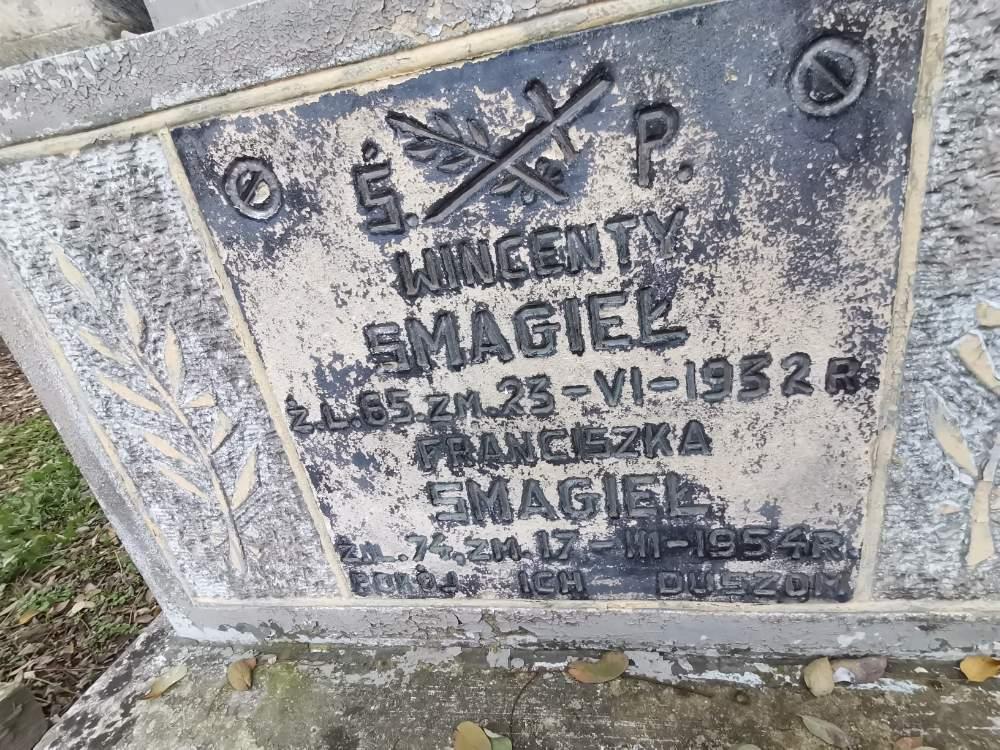 Ś. P.
WINCENTY
SMAGIEŁ
Ż.L.65.ZM.23-VI-1932R.
FRANCISZKA
SMAGIEŁ
Ż.L.74,ZM.17-III-1954R
POKÓJ ICH DUSZOM